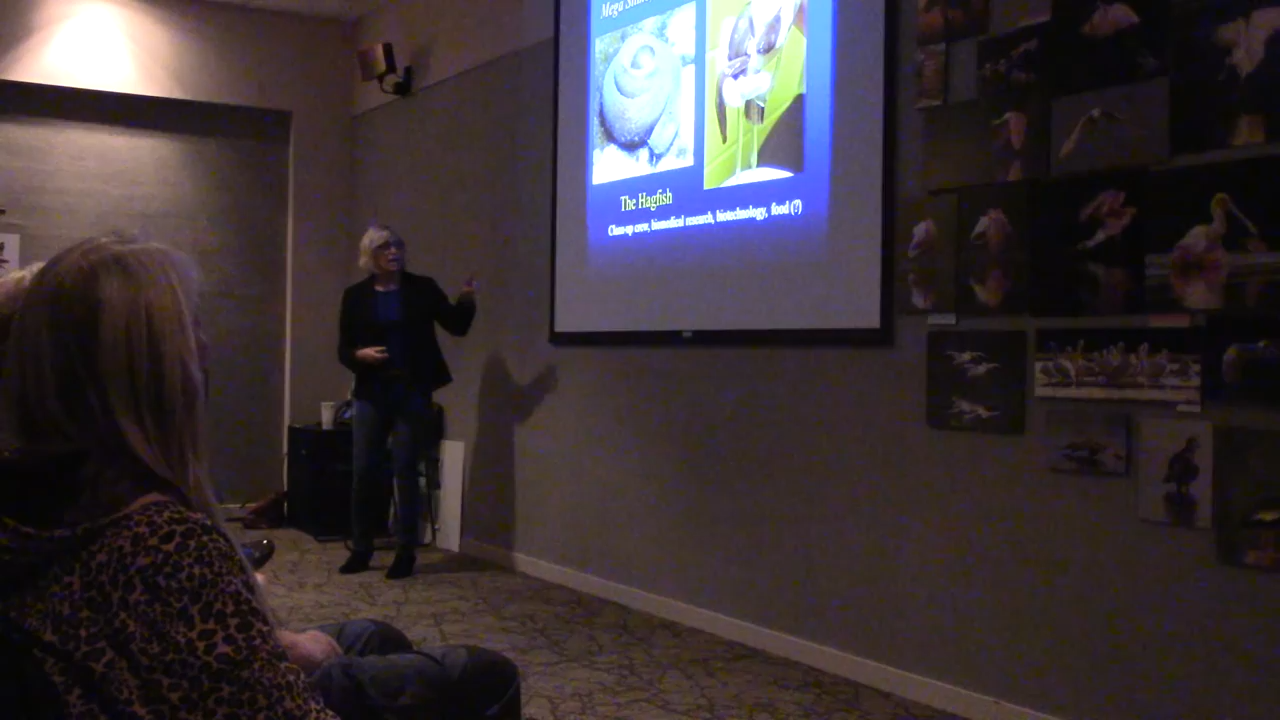 Mega
The Hagfish
Clean-up crew, biomedical research, biotechnology, food (?)